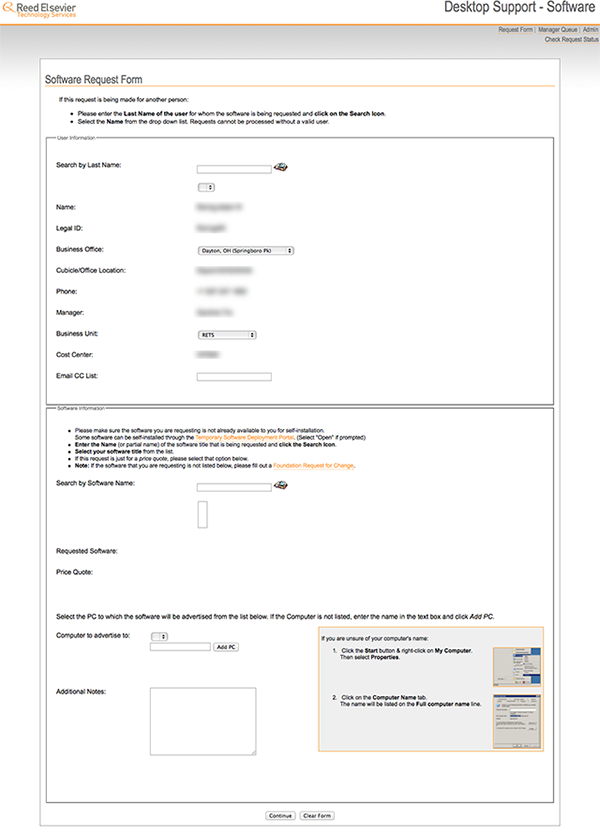 Reed Elsevier
Technology Services
Desktop Support - Software
Request Form | Manager Queue | Admin
Check Request Status
Software Request Form
If this request is being made for another person:
Please enter the Last Name of the user for whom the software is being requested and click on the Search Icon.
Select the Name from the drop down list. Requests cannot be processed without a valid user.
User Information
Search by Last Name:
Name:
Legal ID:
Business Office: Dayton, OH (Springboro Pk)
Cubicle/Office Location:
Phone:
Manager:
Business Unit: RETS
Cost Center:
Email CC List:
Software Information
Please make sure the software you are requesting is not already available to you for self-installation.
Some software can be self-installed through the Temporary Software Deployment Portal. (Select "Open" if prompted)
Enter the Name (or partial name) of the software title that is being requested and click the Search Icon.
Select your software title from the list.
If this request is just for a price quote, please select that option below.
Note: If the software that you are requesting is not listed below, please fill out a Foundation Request for Change.
Search by Software Name:
Requested Software:
Price Quote:
Select the PC to which the software will be advertised from the list below. If the Computer is not listed, enter the name in the text box and click Add PC.
Computer to advertise to:
Add PC
If you are unsure of your computer's name:
1. Click the Start button & right-click on My Computer.
Then select Properties.
2. Click on the Computer Name tab.
The name will be listed on the Full computer name line.
Additional Notes:
Continue Clear Form